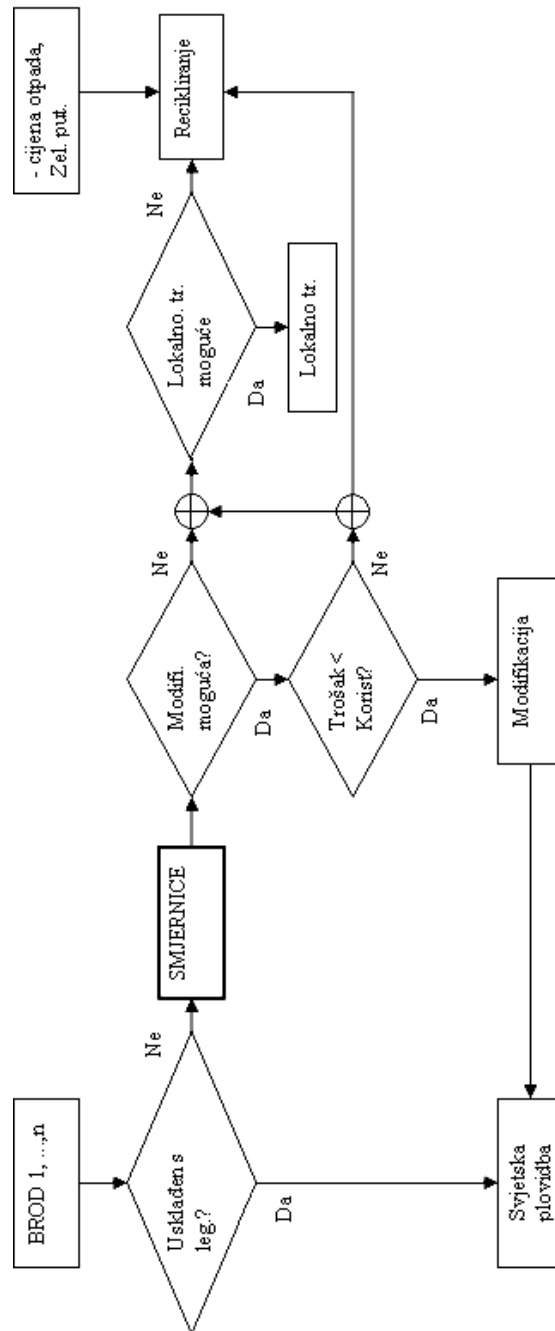 BROD 1, ...,n
Usklađen s
leg.?
Ne
Da
SMJERNICE
Modifi.
moguća?
Ne
Da
Trošak <
Korist?
Ne
Da
Modifikacija
Svjetska
plovidba
Lokalno. tr.
moguće
Ne
Da
Lokalno tr.
Recikliranje
- cijena otpada,
Zel. put.